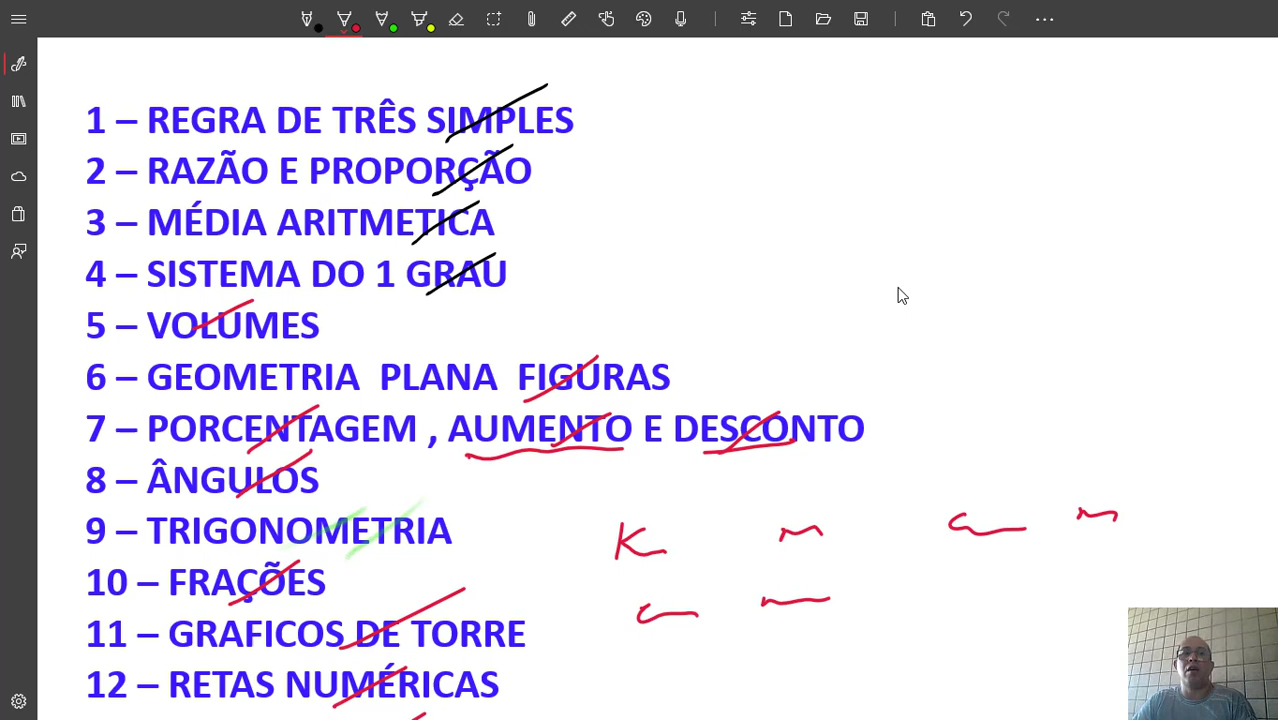 1 – REGRA DE TRÊS SIMPLES
2 – RAZÃO E PROPORÇÃO
3 – MÉDIA ARITMETICA
4 – SISTEMA DO 1 GRAU
5 – VOLUMES
6 – GEOMETRIA PLANA FIGURAS
7 – PORCENTAGEM , AUMENTO E DESCONTO
8 – ÂNGULOS
9 – TRIGONOMETRIA
10 – FRAÇÕES
11 – GRAFICOS DE TORRE
12 – RETAS NUMÉRICAS